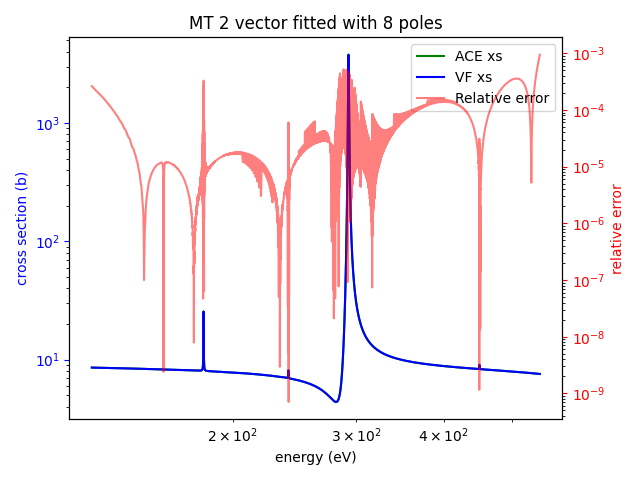 MT 2 vector fitted with 8 poles
ACE xs
VF xs
Relative error
10³
10²
10¹
cross section (b)
10⁻³
10⁻⁴
10⁻⁵
10⁻⁶
10⁻⁷
10⁻⁸
10⁻⁹
relative error
2 × 10² 3 × 10² 4 × 10²
energy (eV)